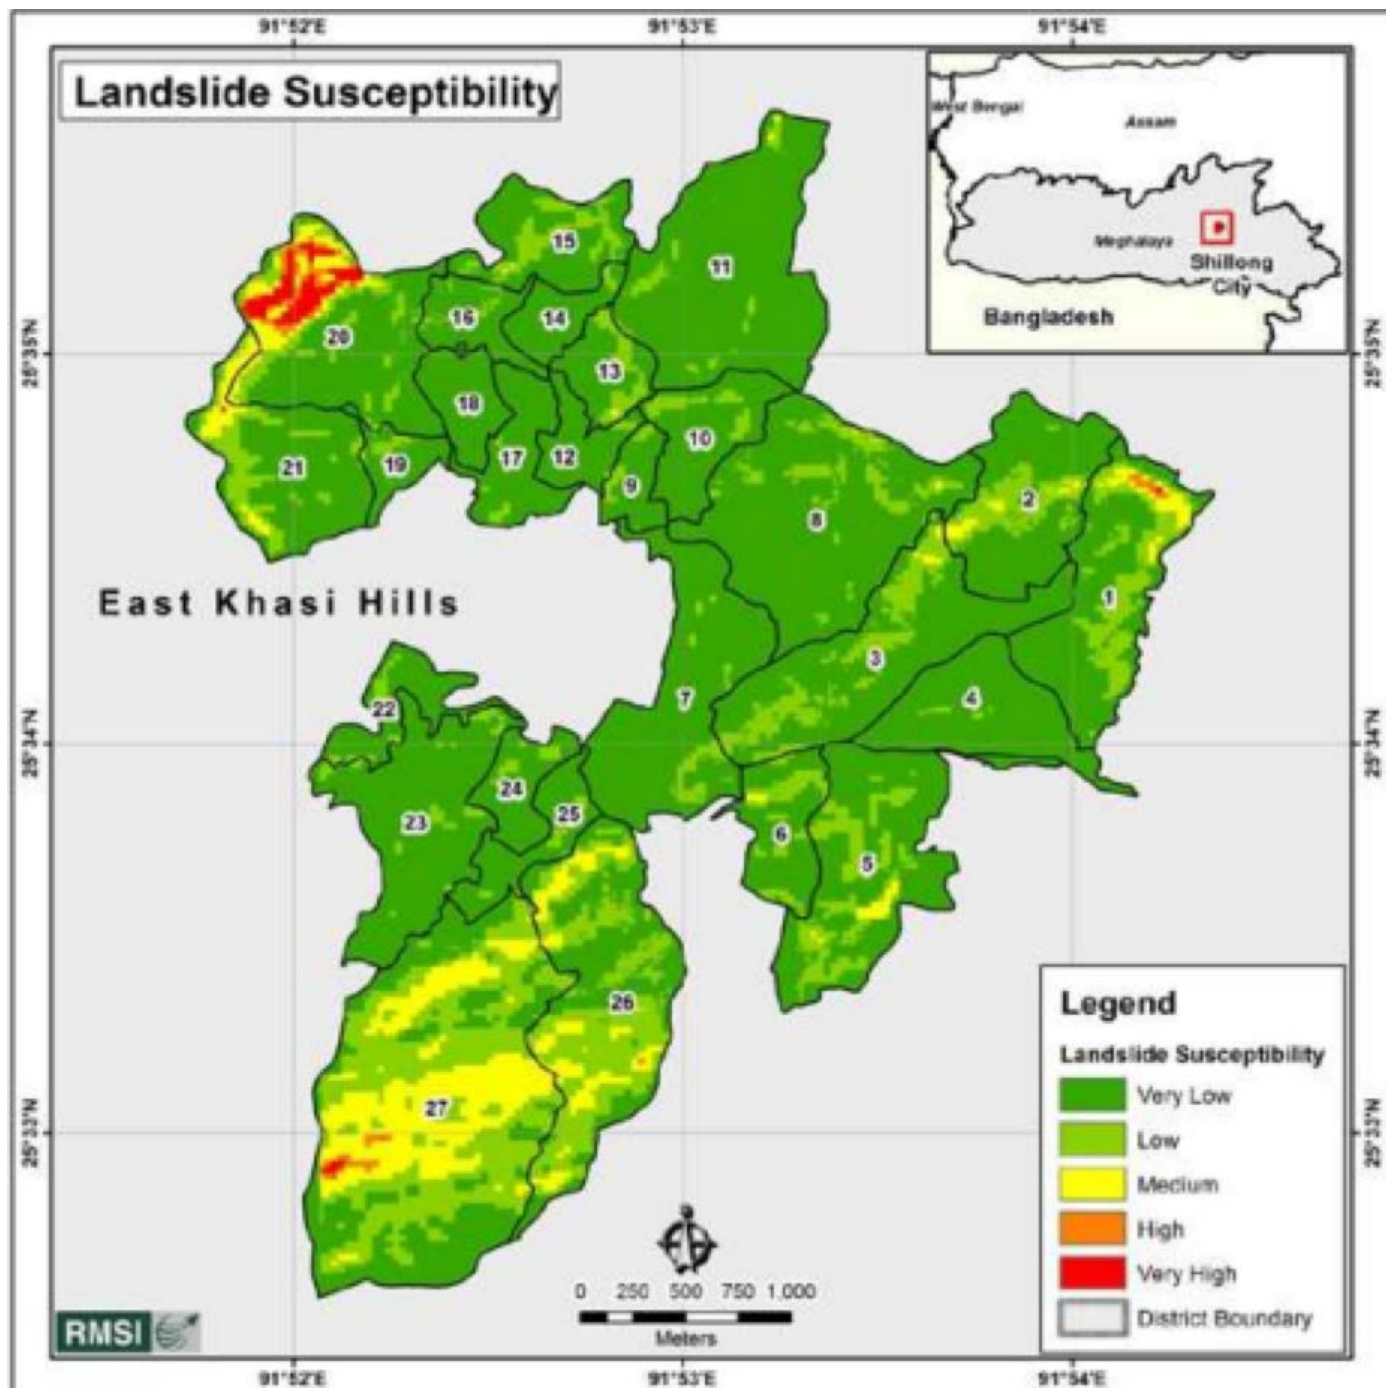 91°52'E 91°53'E 91°54'E
Landslide Susceptibility
West Bengal
Assam
Meghalaya
Shillong
City
Bangladesh
15
11
16
14
20
25°35'N
25°35'N
13
18
10
21
19
17
12
9
2
8
East Khasi Hills
1
3
22
7
4
25°34'N
25°34'N
24
25
23
6
5
26
27
25°33'N
25°33'N
Legend
Landslide Susceptibility
Very Low
Low
Medium
High
Very High
District Boundary
0 250 500 750 1,000
Meters
RMSI
91°52'E 91°53'E 91°54'E